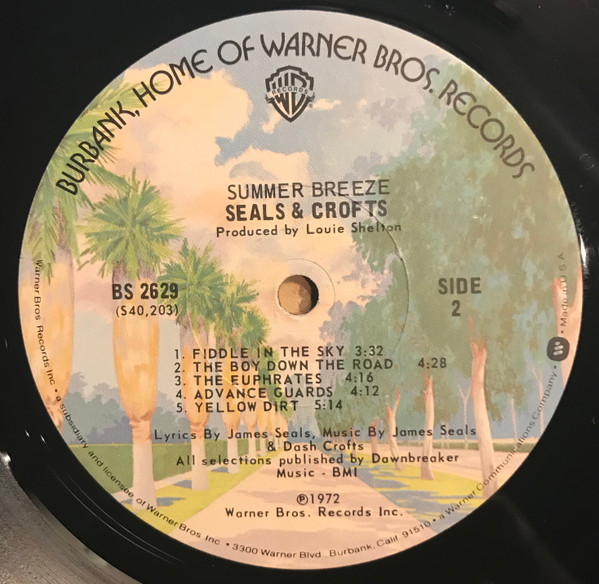 BURBANK, HOME OF WARNER BROS. RECORDS
WB
RECORDS
SUMMER BREEZE
SEALS & CROFTS
Produced by Louie Shelton
BS 2629
(S40,203)
SIDE
2
1. FIDDLE IN THE SKY 3:32
2. THE BOY DOWN THE ROAD 4:28
3. THE EUPHRATES 4:16
4. ADVANCE GUARDS 4:12
5. YELLOW DIRT 5:14
Lyrics By James Seals, Music By James Seals
& Dash Crofts
All selections published by Dawnbreaker
Music - BMI
℗1972
Warner Bros. Records Inc.
Warner Bros Records Inc. • a subsidiary and licensee of Warner Bros Inc • 3300 Warner Blvd. Burbank, Calif 91510 • a Warner Communications Company • Made in U S A